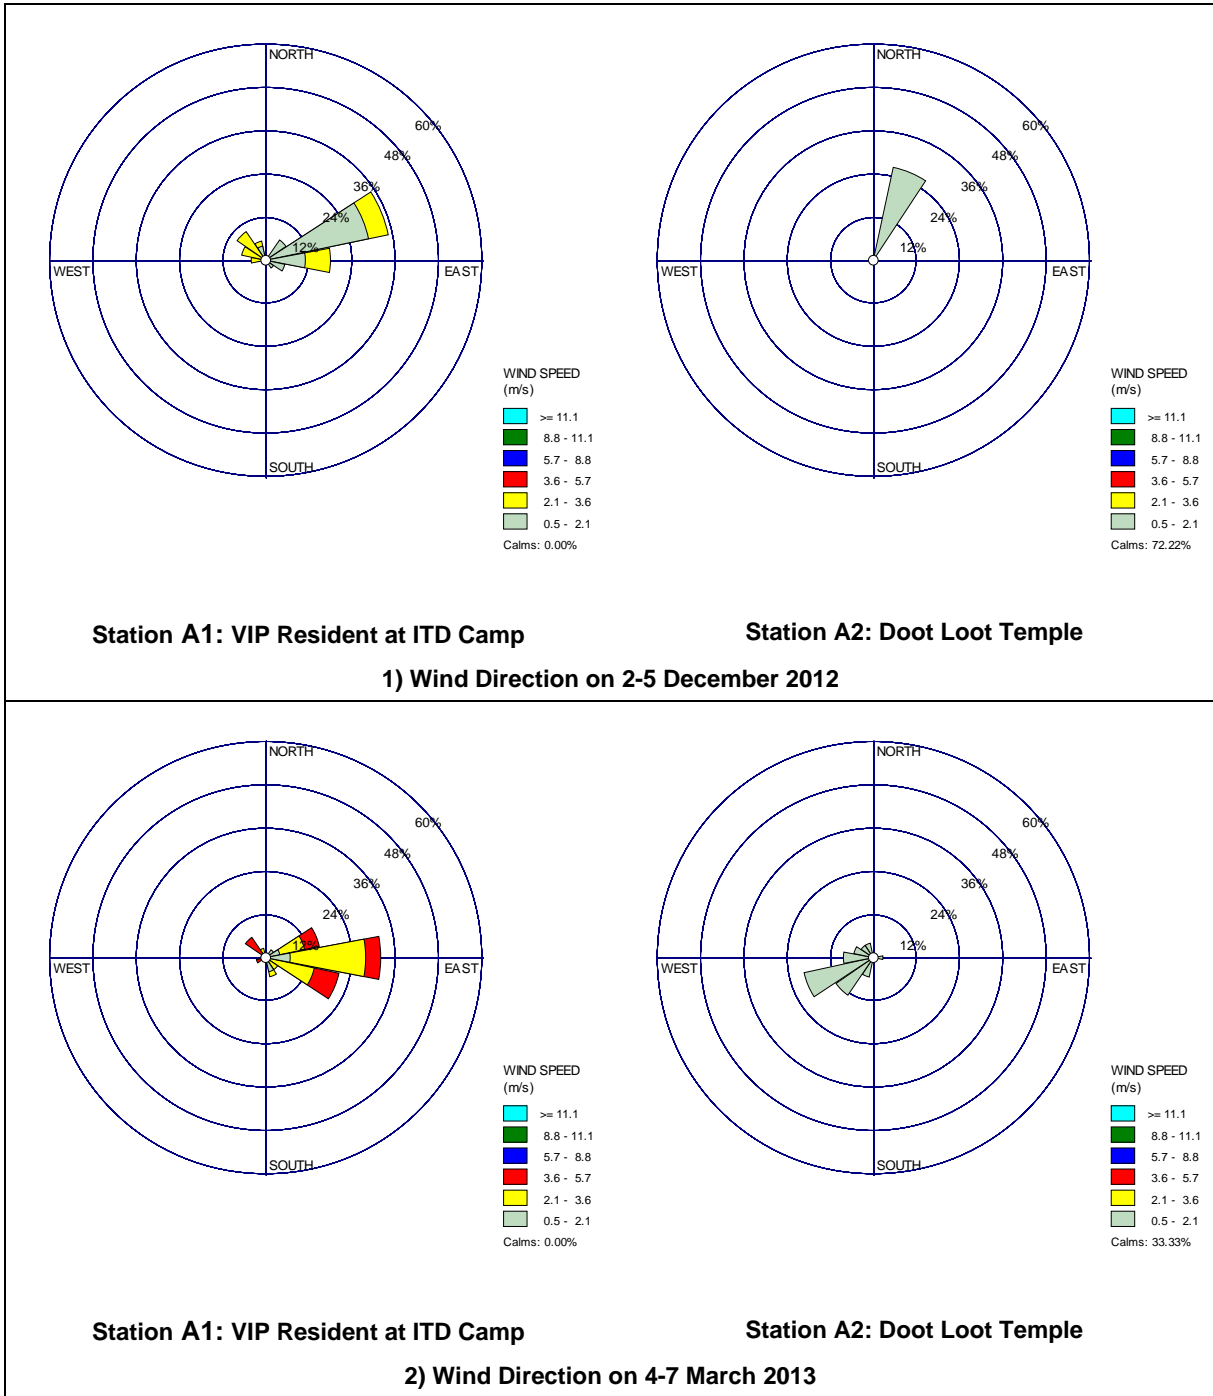 NORTH
60%
48%
36%
24%
12%
WEST
EAST
SOUTH
WIND SPEED
(m/s)
>= 11.1
8.8 - 11.1
5.7 - 8.8
3.6 - 5.7
2.1 - 3.6
0.5 - 2.1
Calms: 0.00%
Station A1: VIP Resident at ITD Camp
NORTH
60%
48%
36%
24%
12%
WEST
EAST
SOUTH
WIND SPEED
(m/s)
>= 11.1
8.8 - 11.1
5.7 - 8.8
3.6 - 5.7
2.1 - 3.6
0.5 - 2.1
Calms: 72.22%
Station A2: Doot Loot Temple
1) Wind Direction on 2-5 December 2012
NORTH
60%
48%
36%
24%
12%
WEST
EAST
SOUTH
WIND SPEED
(m/s)
>= 11.1
8.8 - 11.1
5.7 - 8.8
3.6 - 5.7
2.1 - 3.6
0.5 - 2.1
Calms: 0.00%
Station A1: VIP Resident at ITD Camp
NORTH
60%
48%
36%
24%
12%
WEST
EAST
SOUTH
WIND SPEED
(m/s)
>= 11.1
8.8 - 11.1
5.7 - 8.8
3.6 - 5.7
2.1 - 3.6
0.5 - 2.1
Calms: 33.33%
Station A2: Doot Loot Temple
2) Wind Direction on 4-7 March 2013